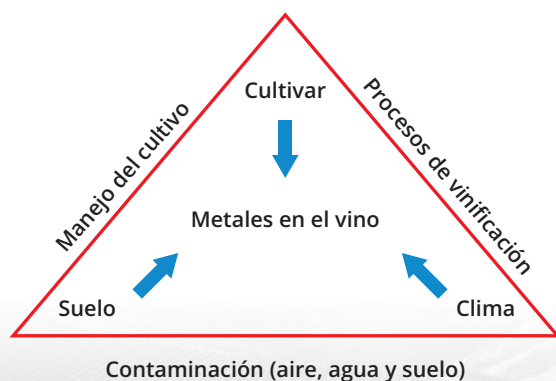 Cultivar
Manejo del cultivo
Procesos de vinificación
Metales en el vino
Suelo
Clima
Contaminación (aire, agua y suelo)